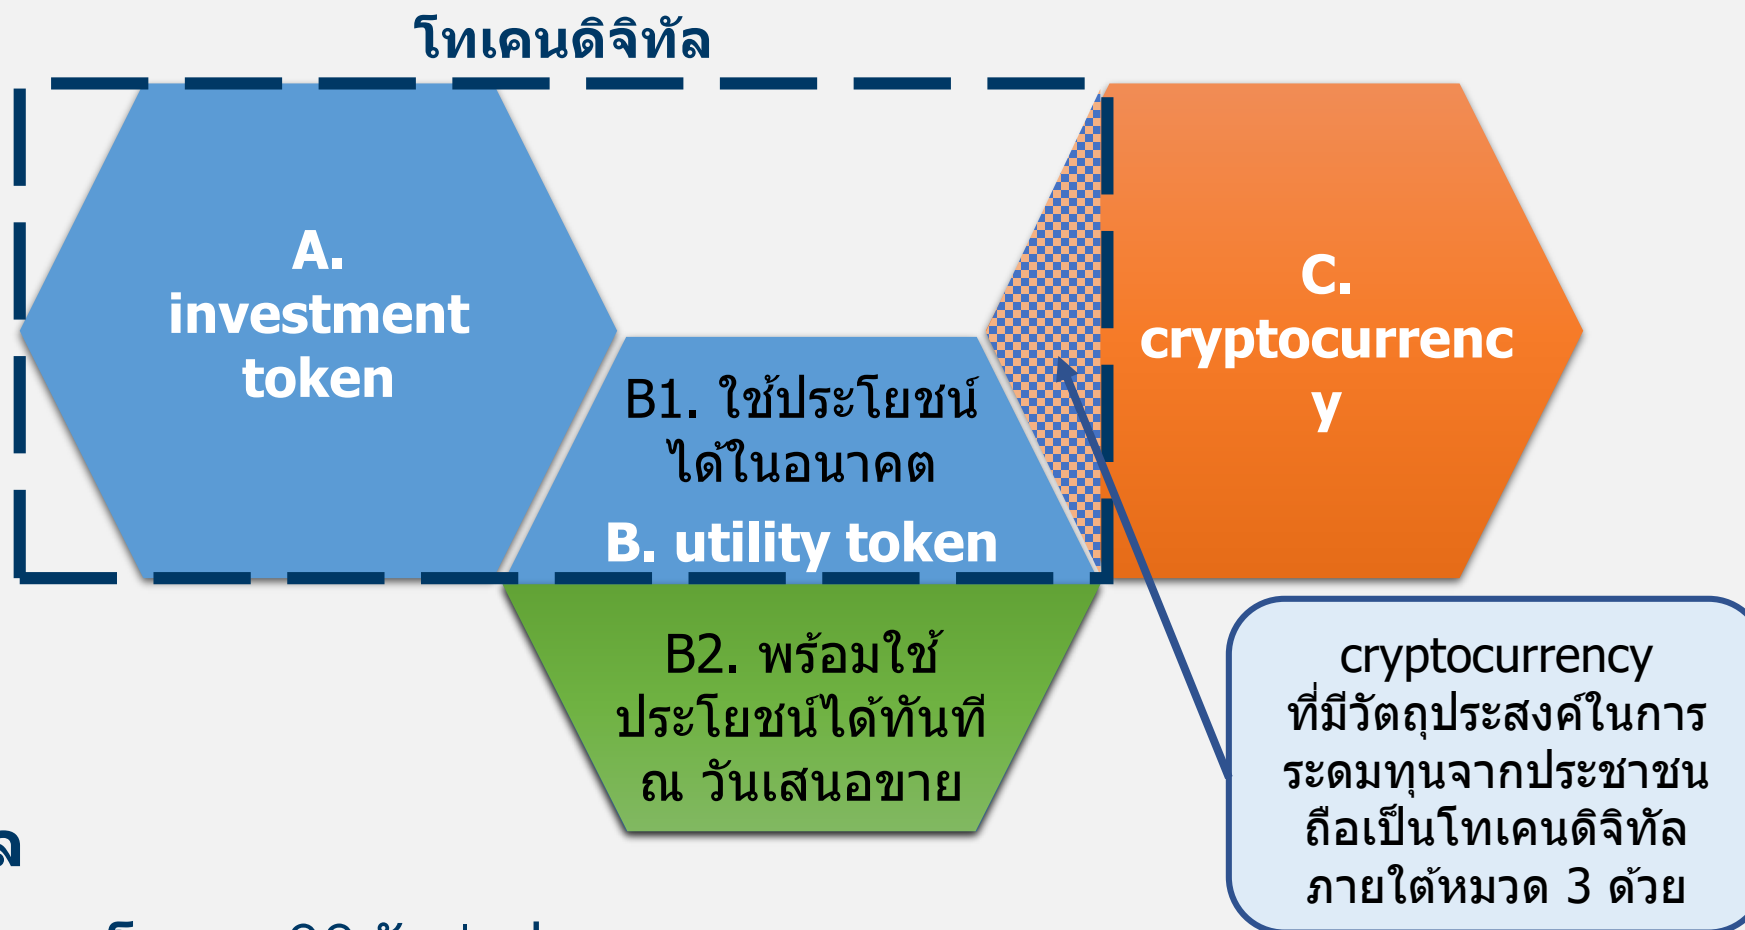 โทเคนดิจิทัล
A.
investment
token
B1. ใช้ประโยชน์
ได้ในอนาคต
B. utility token
B2. พร้อมใช้
ประโยชน์ได้ทันที
ณ วันเสนอขาย
C.
cryptocurrenc
y
cryptocurrency
ที่มีวัตถุประสงค์ในการ
ระดมทุนจากประชาชน
ถือเป็นโทเคนดิจิทัล
ภายใต้หมวด 3 ด้วย
ล